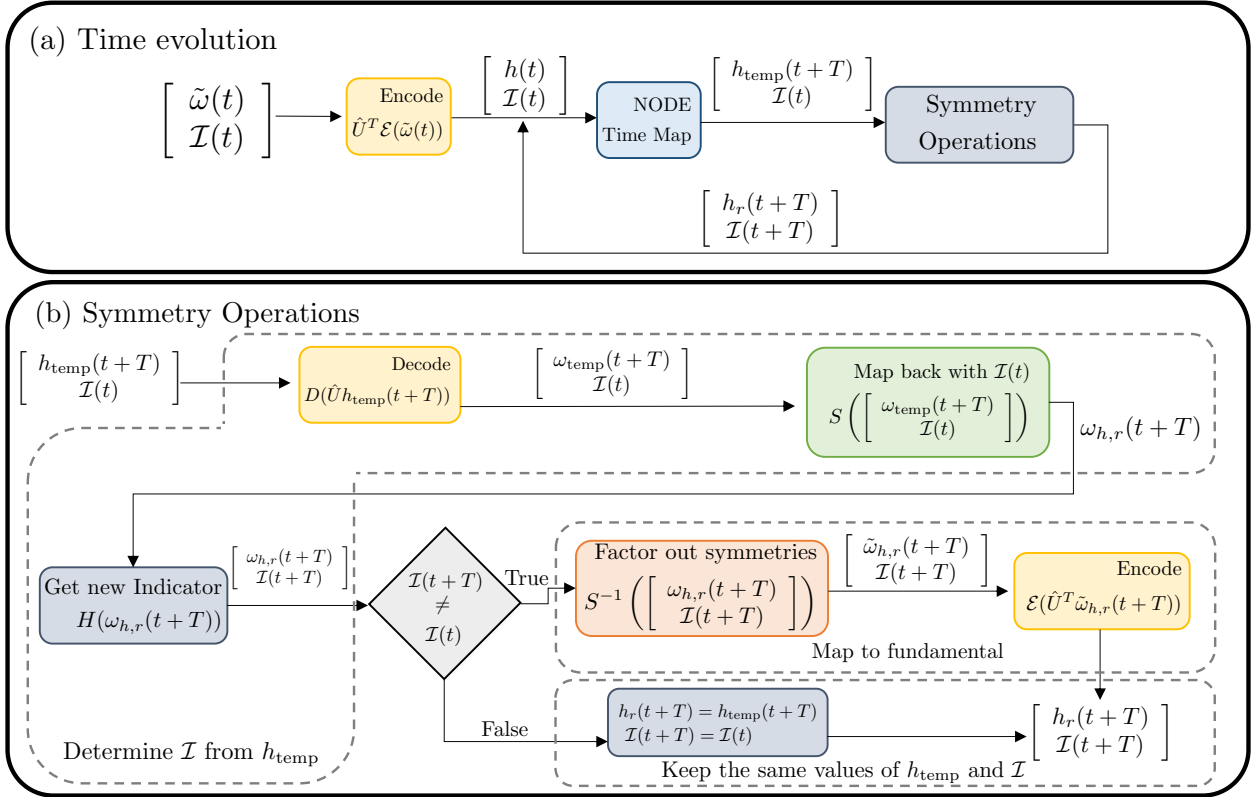 (a) Time evolution
[ ω̃(t) ]
[ I(t) ]
Encode
Û^T ℰ(ω̃(t))
[ h(t) ]
[ I(t) ]
NODE
Time Map
[ h_temp(t + T) ]
[ I(t) ]
Symmetry
Operations
[ h_r(t + T) ]
[ I(t + T) ]
(b) Symmetry Operations
[ h_temp(t + T) ]
[ I(t) ]
Decode
D(Û h_temp(t + T))
[ ω_temp(t + T) ]
[ I(t) ]
Map back with I(t)
S ( [ ω_temp(t + T) ] )
[ I(t) ]
ω_{h,r}(t + T)
Get new Indicator
H(ω_{h,r}(t + T))
[ ω_{h,r}(t + T) ]
[ I(t + T) ]
I(t + T)
≠
I(t)
True
Factor out symmetries
S^{-1} ( [ ω_{h,r}(t + T) ] )
[ I(t + T) ]
[ ω̃_{h,r}(t + T) ]
[ I(t + T) ]
Encode
ℰ(Û^T ω̃_{h,r}(t + T))
Map to fundamental
False
h_r(t + T) = h_temp(t + T)
I(t + T) = I(t)
[ h_r(t + T) ]
[ I(t + T) ]
Keep the same values of h_temp and I
Determine I from h_temp